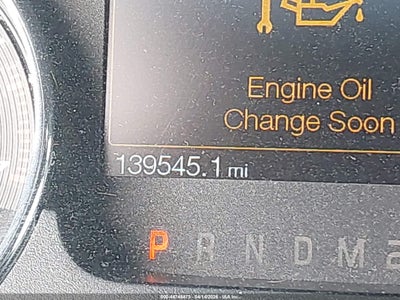 Engine Oil
Change Soon
139545.1 mi
P R N D M